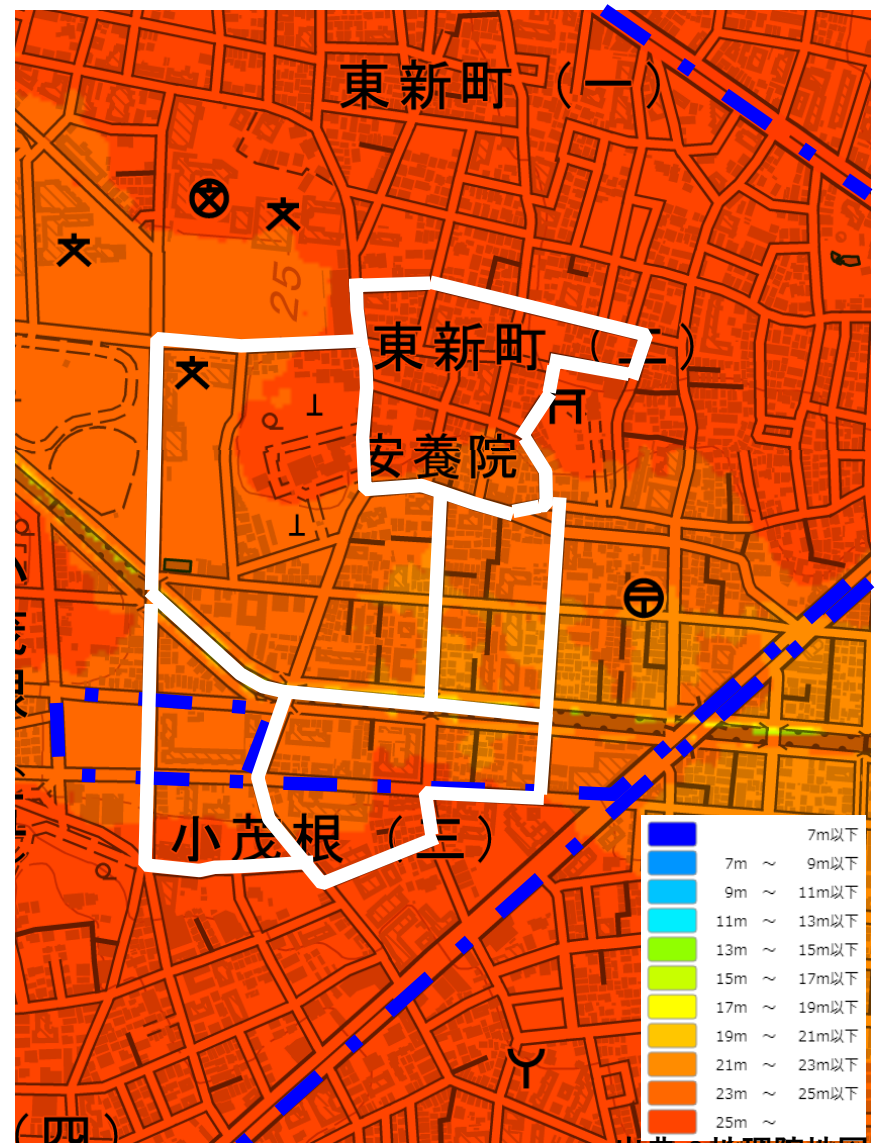 東新町（一）
25
東新町（二）
安養院
小茂根（三）
（四）
7m以下
7m ～ 9m以下
9m ～ 11m以下
11m ～ 13m以下
13m ～ 15m以下
15m ～ 17m以下
17m ～ 19m以下
19m ～ 21m以下
21m ～ 23m以下
23m ～ 25m以下
25m ～